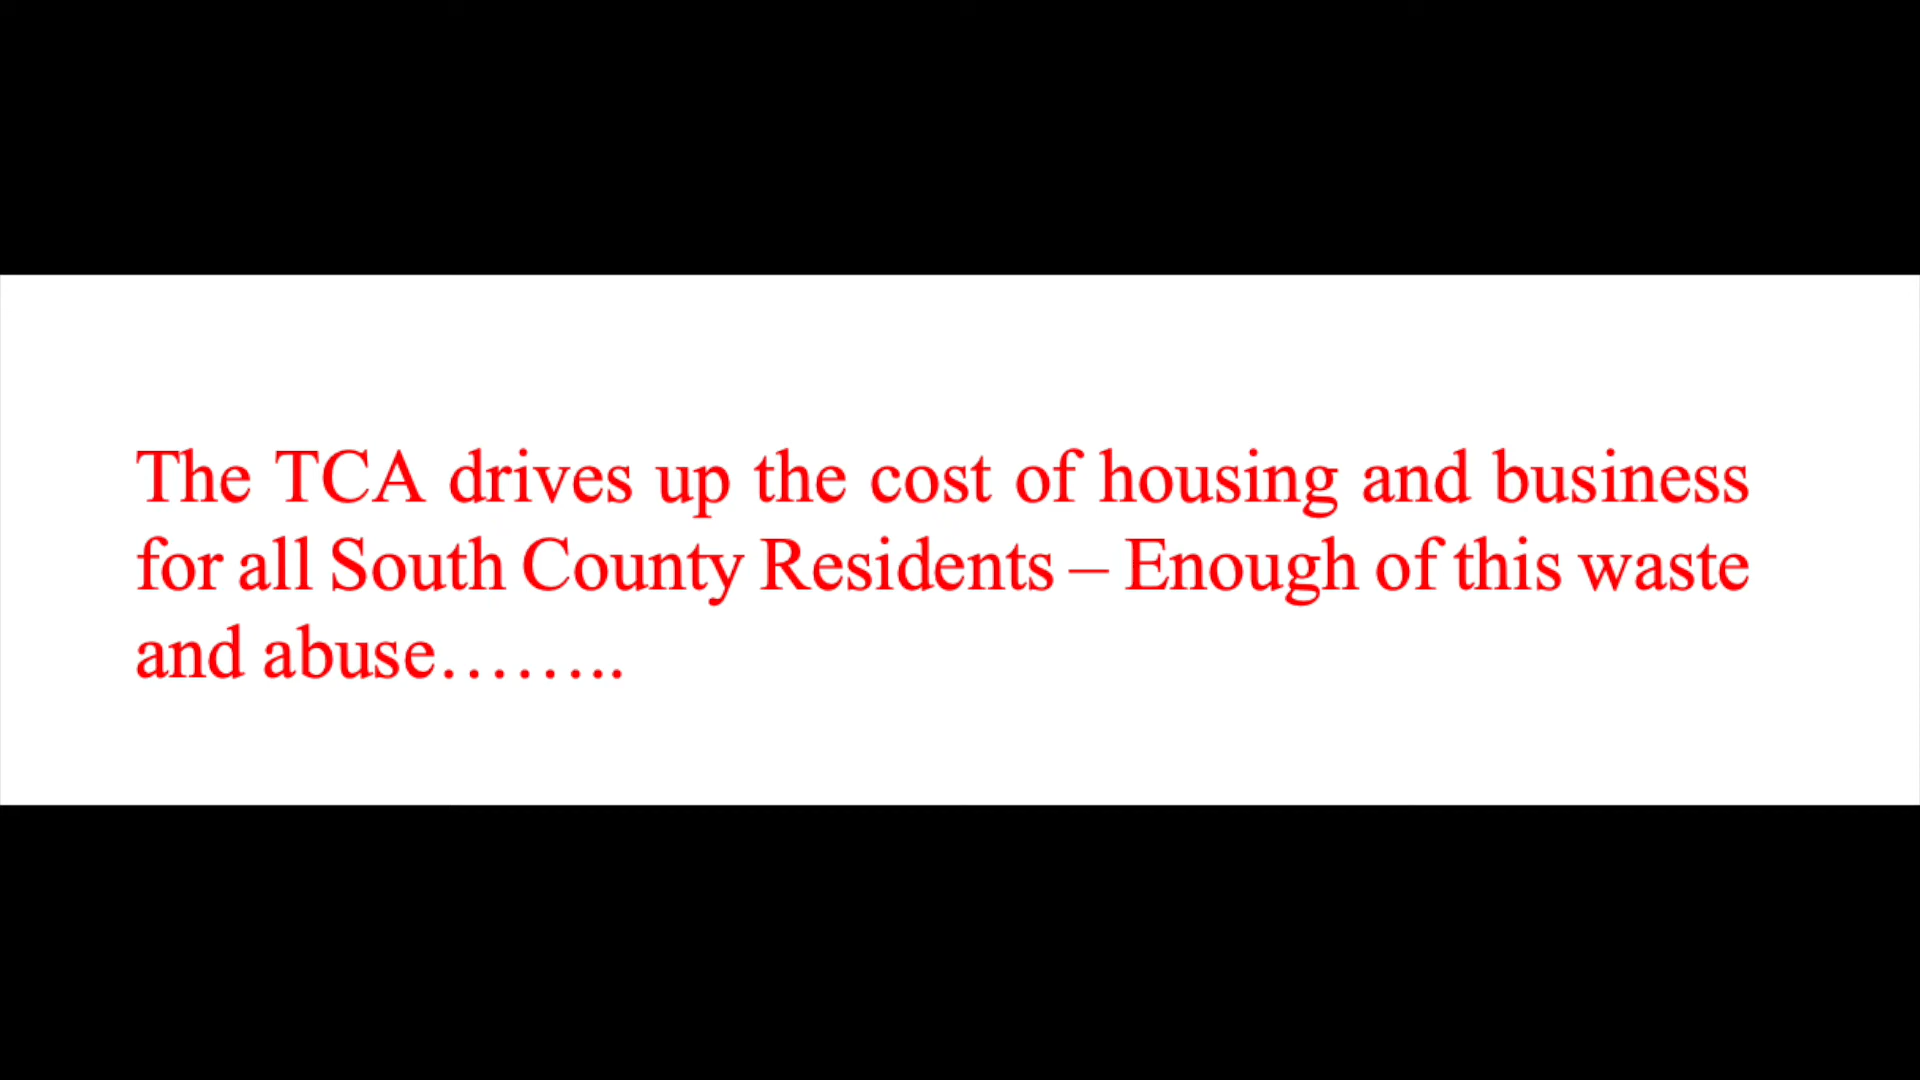 The TCA drives up the cost of housing and business
for all South County Residents – Enough of this waste
and abuse……..